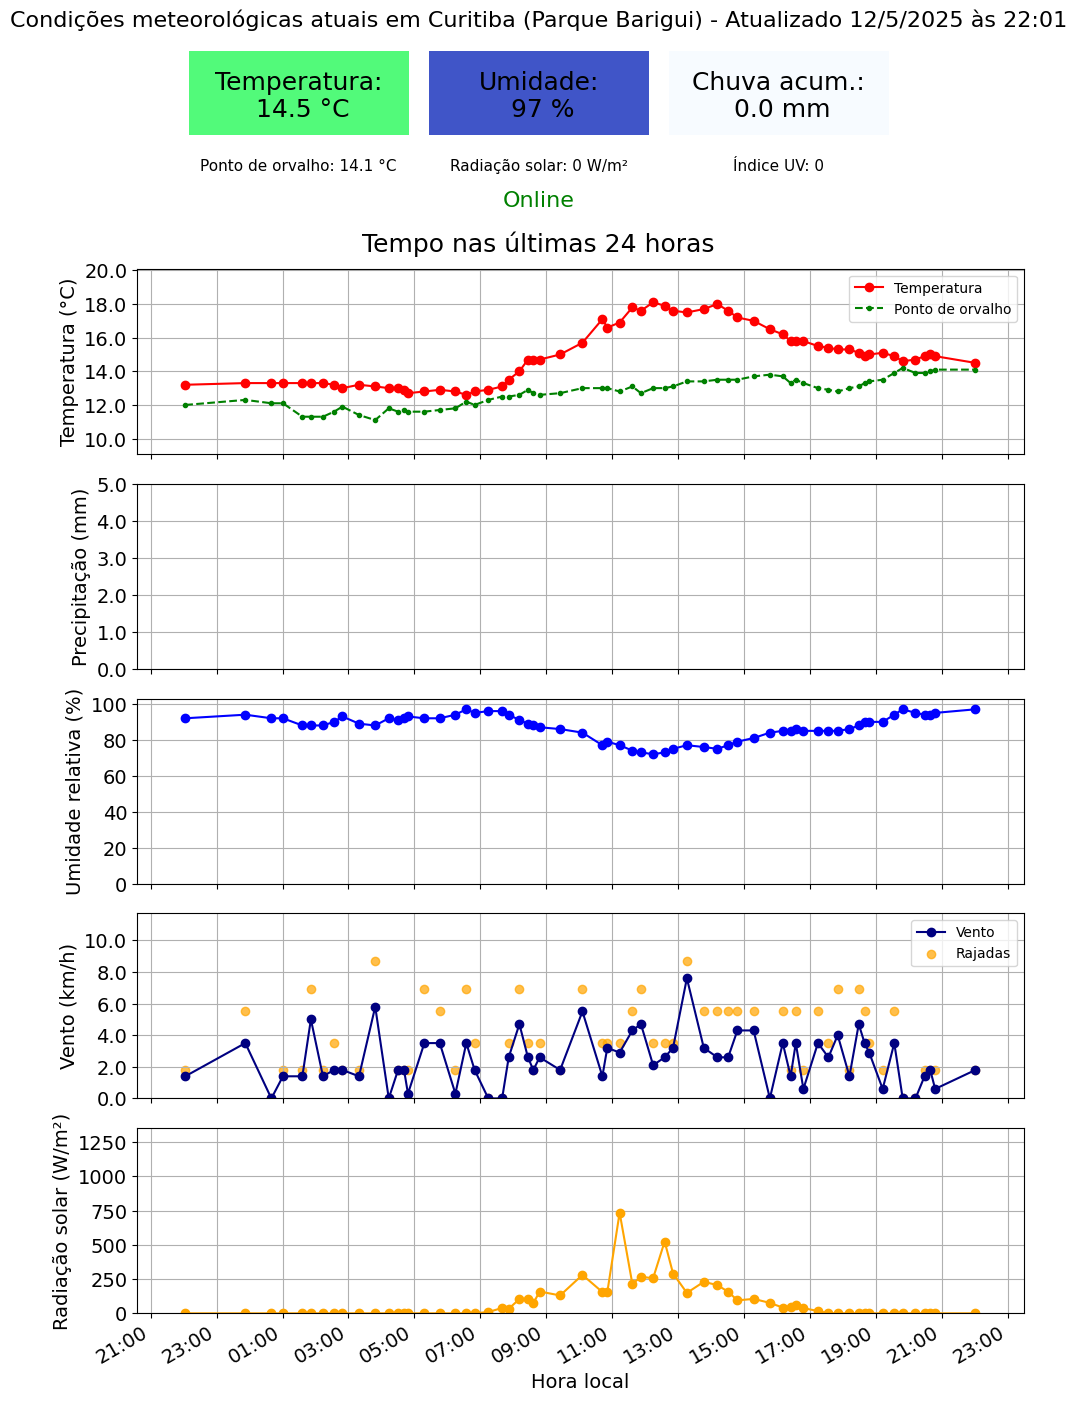 Condições meteorológicas atuais em Curitiba (Parque Barigui) - Atualizado 12/5/2025 às 22:01
Temperatura:
14.5 °C
Umidade:
97 %
Chuva acum.:
0.0 mm
Ponto de orvalho: 14.1 °C
Radiação solar: 0 W/m²
Índice UV: 0
Online
Tempo nas últimas 24 horas
Temperatura (°C)
20.0
18.0
16.0
14.0
12.0
10.0
Temperatura
Ponto de orvalho
Precipitação (mm)
5.0
4.0
3.0
2.0
1.0
0.0
Umidade relativa (%)
100
80
60
40
20
0
Vento (km/h)
10.0
8.0
6.0
4.0
2.0
0.0
Vento
Rajadas
Radiação solar (W/m²)
1250
1000
750
500
250
0
21:00
23:00
01:00
03:00
05:00
07:00
09:00
11:00
13:00
15:00
17:00
19:00
21:00
23:00
Hora local